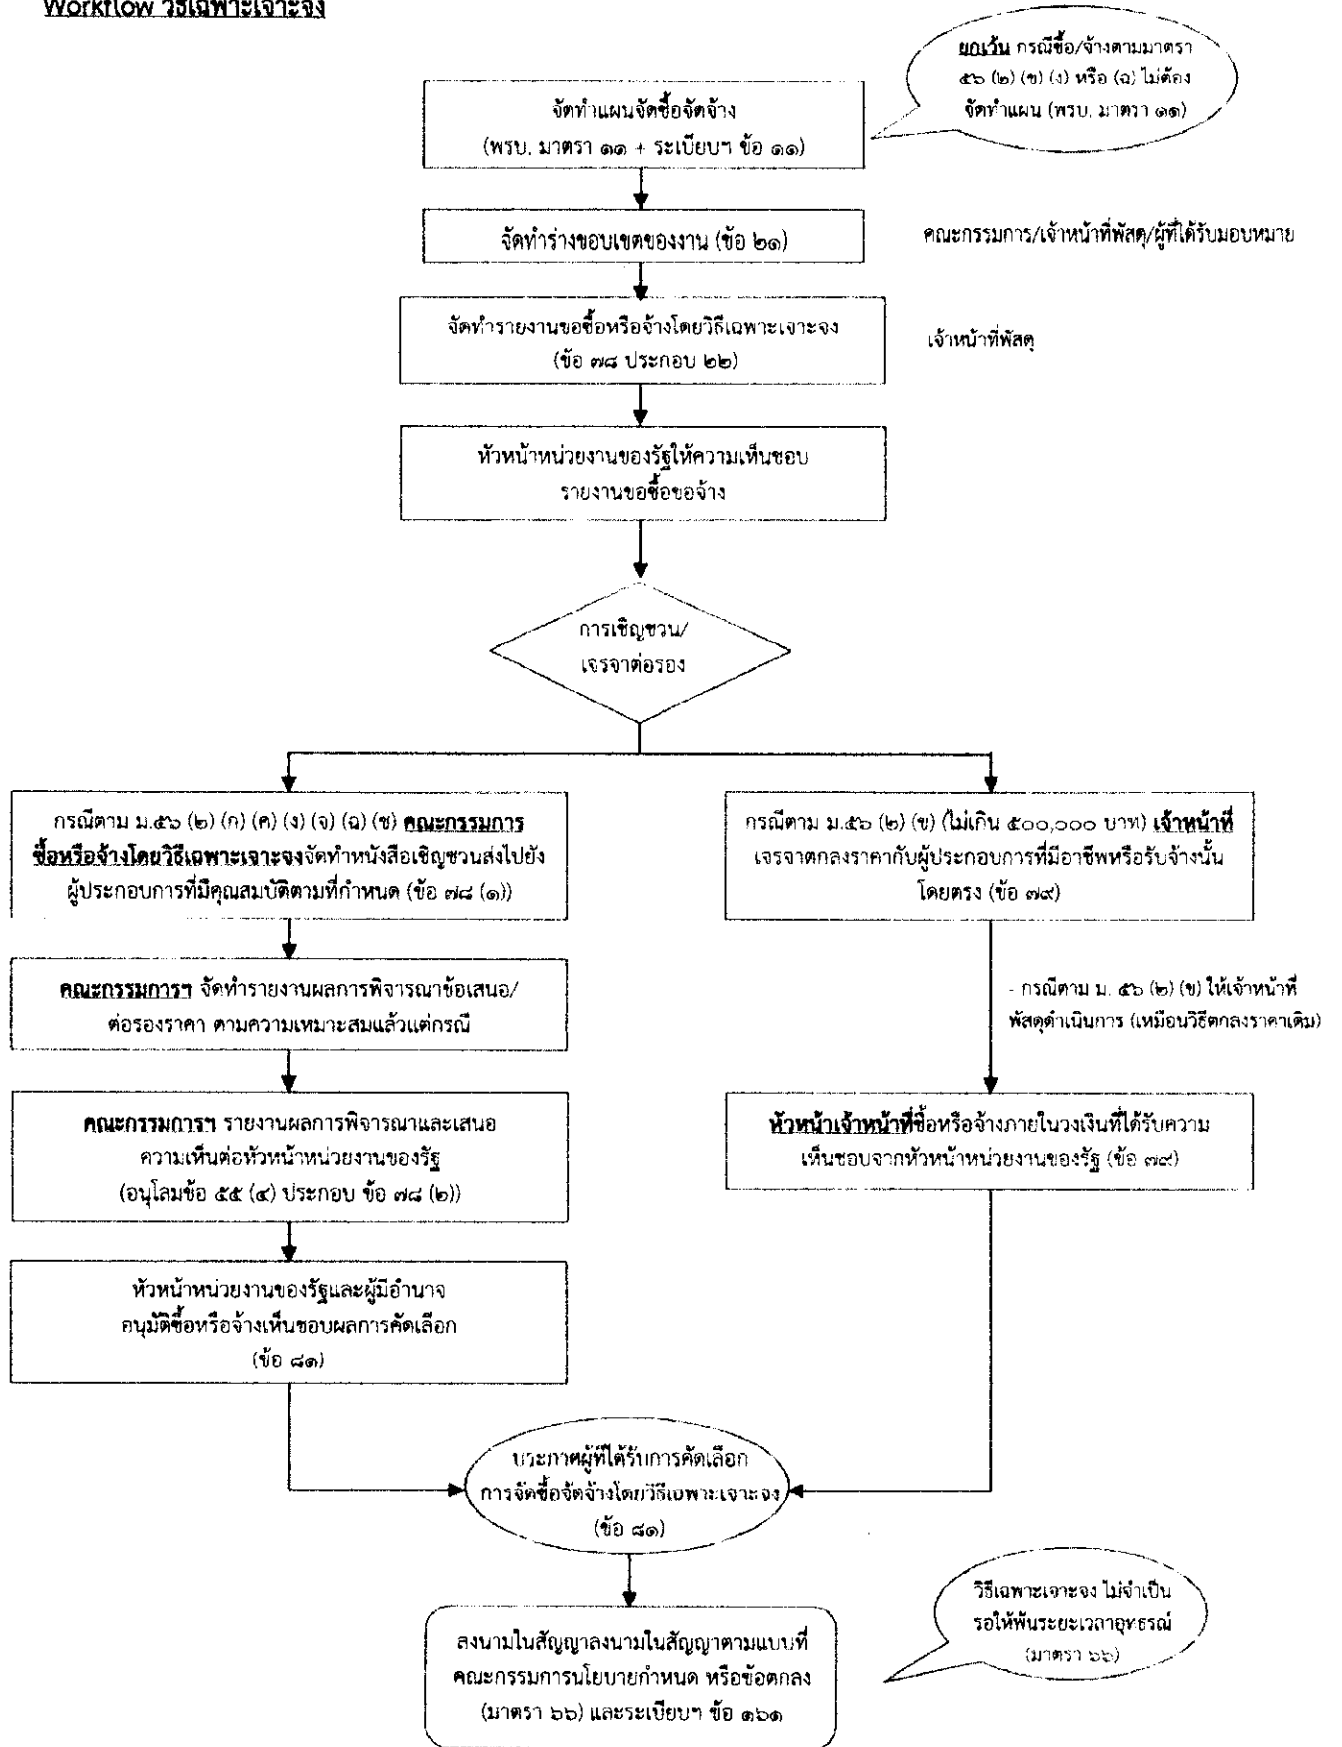 Workflow วิธีเฉพาะเจาะจง
ยกเว้น กรณีซื้อ/จ้างตามมาตรา
๕๖ (๒) (ข) (ง) หรือ (ฉ) ไม่ต้อง
จัดทำแผน (พรบ. มาตรา ๑๑)
จัดทำแผนจัดซื้อจัดจ้าง
(พรบ. มาตรา ๑๑ + ระเบียบฯ ข้อ ๑๑)
จัดทำร่างขอบเขตของงาน (ข้อ ๒๑)
คณะกรรมการ/เจ้าหน้าที่พัสดุ/ผู้ที่ได้รับมอบหมาย
จัดทำรายงานขอซื้อหรือจ้างโดยวิธีเฉพาะเจาะจง
(ข้อ ๗๘ ประกอบ ๒๒)
เจ้าหน้าที่พัสดุ
หัวหน้าหน่วยงานของรัฐให้ความเห็นชอบ
รายงานขอซื้อขอจ้าง
การเชิญชวน/
เจรจาต่อรอง
กรณีตาม ม.๕๖ (๒) (ก) (ค) (ง) (จ) (ฉ) (ช) คณะกรรมการ
ซื้อหรือจ้างโดยวิธีเฉพาะเจาะจงจัดทำหนังสือเชิญชวนส่งไปยัง
ผู้ประกอบการที่มีคุณสมบัติตามที่กำหนด (ข้อ ๗๘ (๑))
กรณีตาม ม.๕๖ (๒) (ข) (ไม่เกิน ๕๐๐,๐๐๐ บาท) เจ้าหน้าที่
เจรจาตกลงราคากับผู้ประกอบการที่มีอาชีพหรือรับจ้างนั้น
โดยตรง (ข้อ ๗๙)
คณะกรรมการฯ จัดทำรายงานผลการพิจารณาข้อเสนอ/
ต่อรองราคา ตามความเหมาะสมแล้วแต่กรณี
- กรณีตาม ม. ๕๖ (๒) (ข) ให้เจ้าหน้าที่
พัสดุดำเนินการ (เหมือนวิธีตกลงราคาเดิม)
คณะกรรมการฯ รายงานผลการพิจารณาและเสนอ
ความเห็นต่อหัวหน้าหน่วยงานของรัฐ
(อนุโลมข้อ ๕๕ (๔) ประกอบ ข้อ ๗๘ (๒))
หัวหน้าเจ้าหน้าที่ซื้อหรือจ้างภายในวงเงินที่ได้รับความ
เห็นชอบจากหัวหน้าหน่วยงานของรัฐ (ข้อ ๗๙)
หัวหน้าหน่วยงานของรัฐและผู้มีอำนาจ
อนุมัติซื้อหรือจ้างเห็นชอบผลการคัดเลือก
(ข้อ ๘๑)
ประกาศผู้ที่ได้รับการคัดเลือก
การจัดซื้อจัดจ้างโดยวิธีเฉพาะเจาะจง
(ข้อ ๘๑)
วิธีเฉพาะเจาะจง ไม่จำเป็น
รอให้พ้นระยะเวลาอุทธรณ์
(มาตรา ๖๖)
ลงนามในสัญญาลงนามในสัญญาตามแบบที่
คณะกรรมการนโยบายกำหนด หรือข้อตกลง
(มาตรา ๖๖) และระเบียบฯ ข้อ ๑๖๑